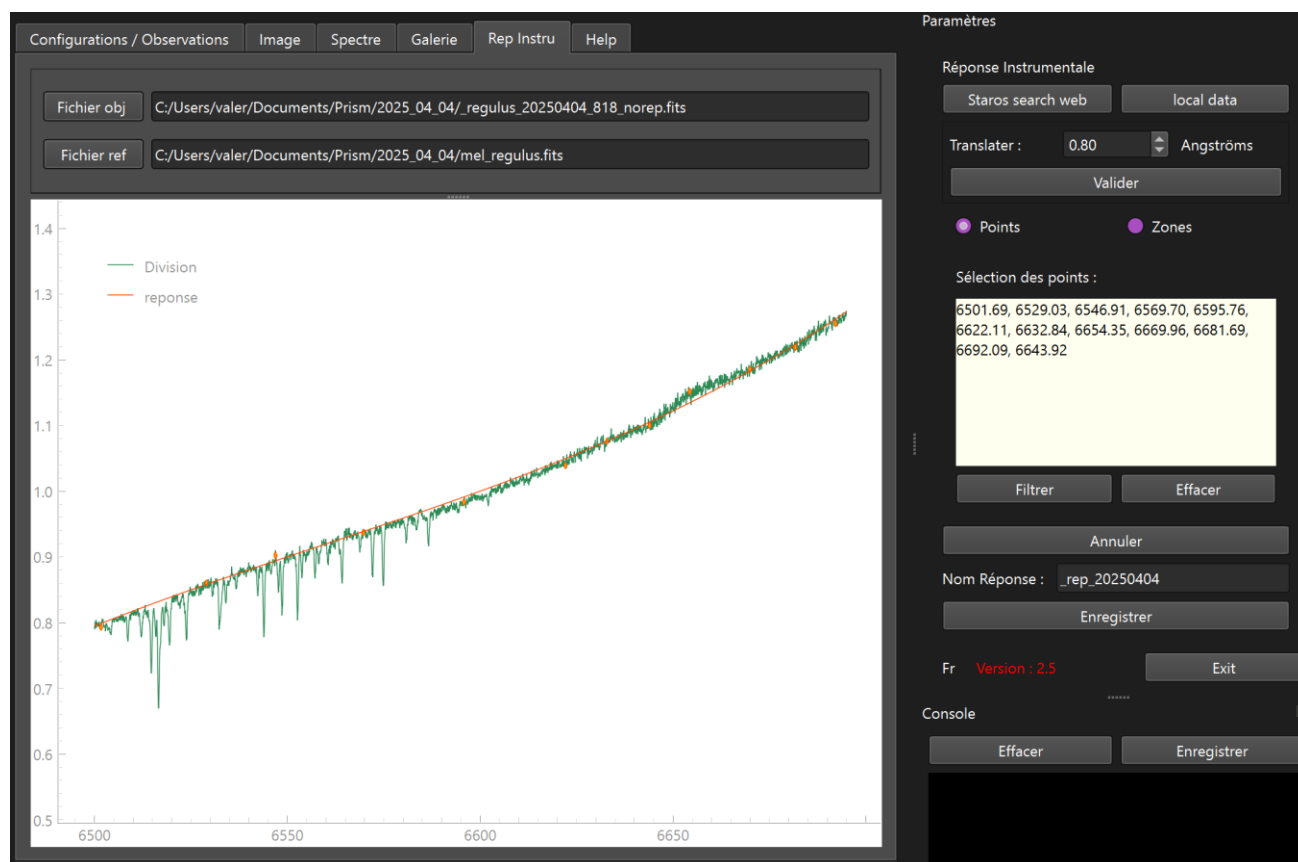 Configurations / Observations Image Spectre Galerie Rep Instru Help
Fichier obj C:/Users/valer/Documents/Prism/2025_04_04/_regulus_20250404_818_norep.fits
Fichier ref C:/Users/valer/Documents/Prism/2025_04_04/mel_regulus.fits
1.4
1.3
1.2
1.1
1.0
0.9
0.8
0.7
0.6
0.5
Division
reponse
6500 6550 6600 6650
Paramètres
Réponse Instrumentale
Staros search web local data
Translater : 0.80 Angströms
Valider
Points Zones
Sélection des points :
6501.69, 6529.03, 6546.91, 6569.70, 6595.76,
6622.11, 6632.84, 6654.35, 6669.96, 6681.69,
6692.09, 6643.92
Filtrer Effacer
Annuler
Nom Réponse : _rep_20250404
Enregistrer
Fr Version : 2.5 Exit
Console
Effacer Enregistrer